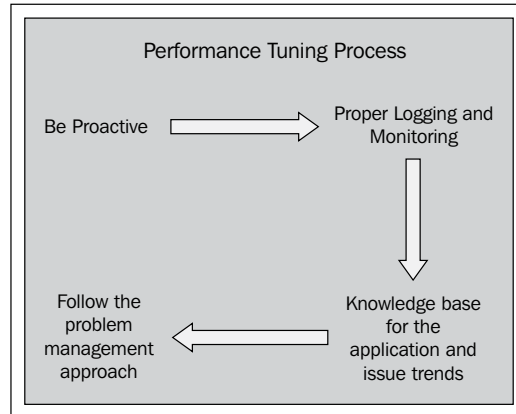 Performance Tuning Process
Be Proactive
Proper Logging and
Monitoring
Knowledge base
for the
application and
issue trends
Follow the
problem
management
approach